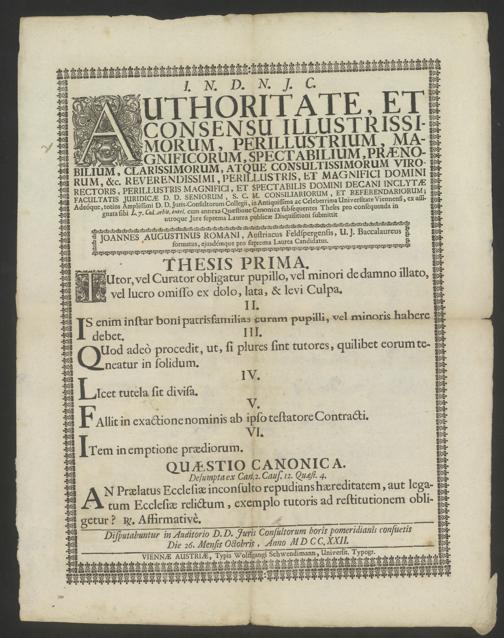 I. N. D. N. J. C.
AUTHORITATE, ET
CONSENSU ILLUSTRISSI-
MORUM, PERILLUSTRIUM, MA-
GNIFICORUM, SPECTABILIUM, PRÆNO-
BILIUM, CLARISSIMORUM, ATQUE CONSULTISSIMORUM VIRO-
RUM, &c. REVERENDISSIMI, PERILLUSTRIS, ET MAGNIFICI DOMINI
RECTORIS, PERILLUSTRIS MAGNIFICI, ET SPECTABILIS DOMINI DECANI INCLYTÆ
FACULTATIS JURIDICÆ D. D. SENIORUM, S. C. R. CONSILIARIORUM, ET REFERENDARIORUM;
Adeóque, totius Amplissimi D. D. Juris Consultorum Collegii, in Antiquissima ac Celeberrima Universitate Viennensi, ex assi-
gnata sibi L. 7. Cod. arbitr. tutel. cum annexa Quæstione Canonica subsequentes Theses pro consequenda in
utroque Jure suprema Laurea publicæ Disquisitioni submittit
JOANNES AUGUSTINUS ROMANI, Austriacus Feldspergensis, U. J. Baccalaureus
formatus, ejusdémque pro suprema Laurea Candidatus.
THESIS PRIMA.
TUtor, vel Curator obligatur pupillo, vel minori de damno illato,
vel lucro omisso ex dolo, lata, & levi Culpa.
II.
IS enim instar boni patrisfamilias curam pupilli, vel minoris habere
debet.
III.
QUod adeò procedit, ut, si plures sint tutores, quilibet eorum te-
neatur in solidum.
IV.
LIcet tutela sit divisa.
V.
FAllit in exactione nominis ab ipso testatore Contracti.
VI.
ITem in emptione prædiorum.
QUÆSTIO CANONICA.
Desumpta ex Can. 2. Caus. 12. Quæst. 4.
AN Prælatus Ecclesiæ inconsulto repudians hæreditatem, aut lega-
tum Ecclesiæ relictum, exemplo tutoris ad restitutionem obli-
getur? ℟. Affirmativè.
Disputabuntur in Auditorio D. D. Juris Consultorum horis pomeridianis consuetis
Die 26. Mensis Octobris, Anno M D CC, XXII.
VIENNÆ AUSTRIÆ, Typis Wolffgangi Schwendimann, Universit. Typogr.